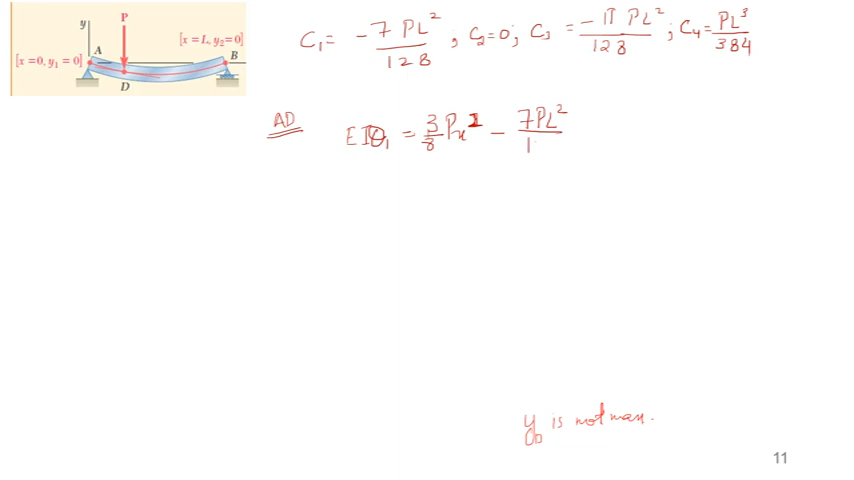 y P
A [x = 0, y₁ = 0] [x = L, y₂ = 0] B
D
C₁ = -7PL²/128 ; C₂ = 0 ; C₃ = -11 PL²/128 ; C₄ = PL³/384
AD
EIθ₁ = 3/8 Px² - 7PL²/1
y_D is not max.
11